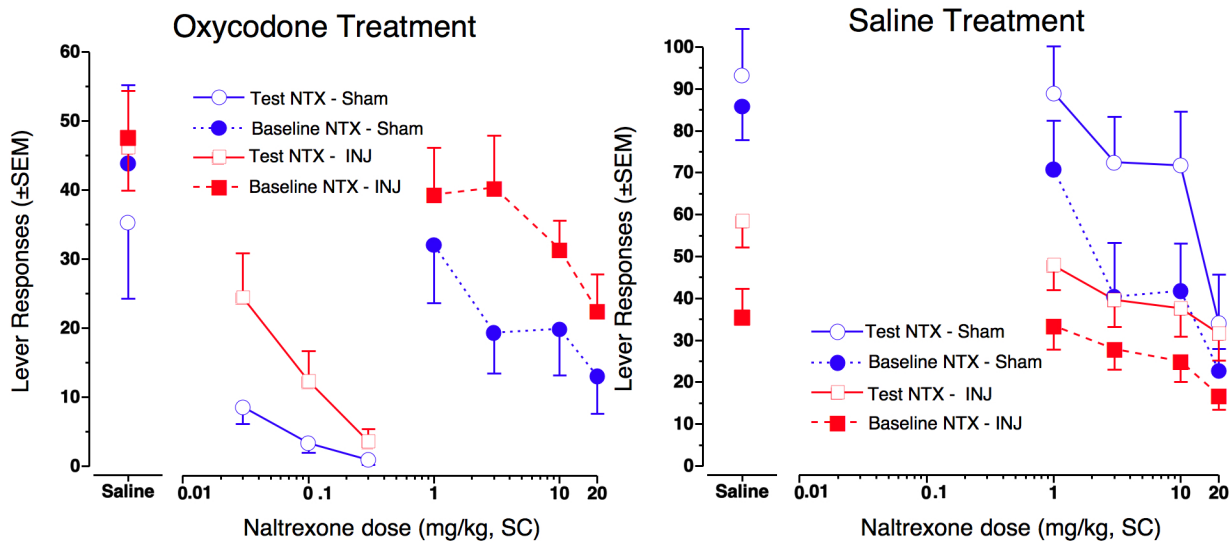 Oxycodone Treatment
60
50
40
30
20
10
0
Lever Responses (±SEM)
Test NTX - Sham
Baseline NTX - Sham
Test NTX - INJ
Baseline NTX - INJ
Saline
0.01
0.1
1
10
20
Naltrexone dose (mg/kg, SC)
Saline Treatment
100
90
80
70
60
50
40
30
20
10
0
Lever Responses (±SEM)
Test NTX - Sham
Baseline NTX - Sham
Test NTX - INJ
Baseline NTX - INJ
Saline
0.01
0.1
1
10
20
Naltrexone dose (mg/kg, SC)